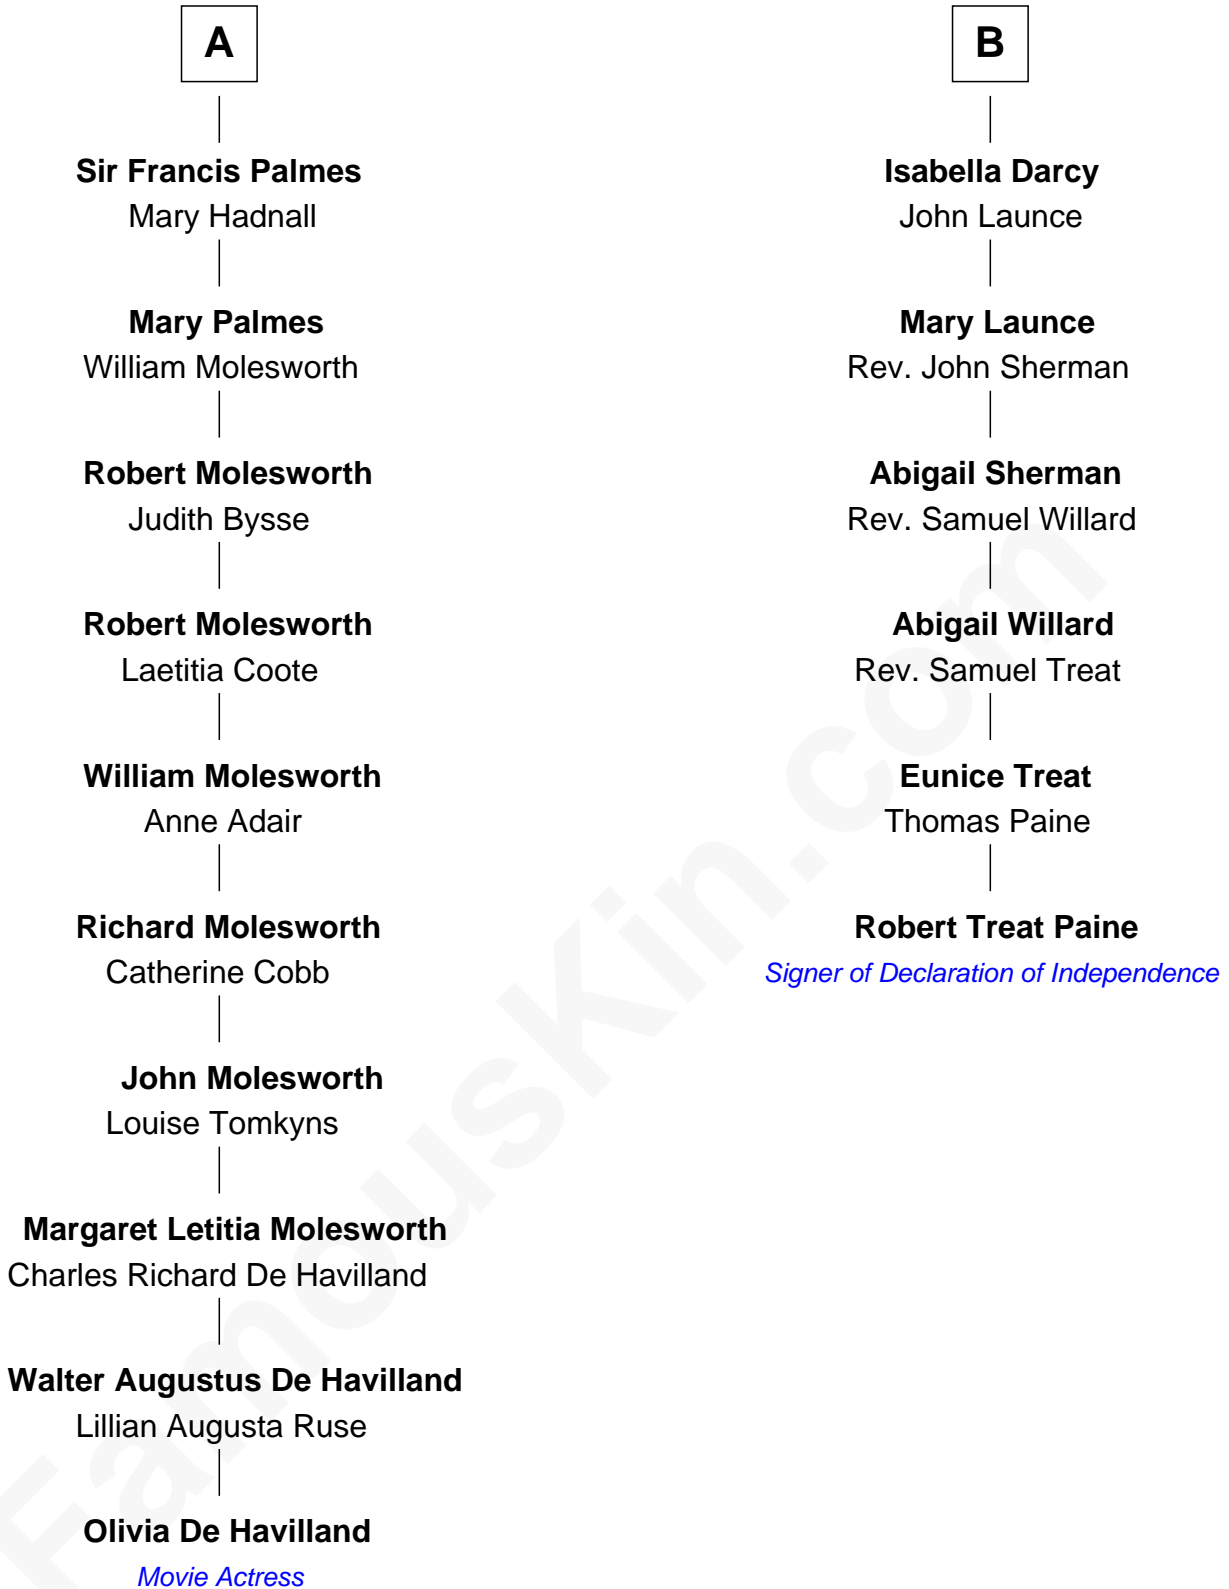 A
Sir Francis Palmes
Mary Hadnall
Mary Palmes
William Molesworth
Robert Molesworth
Judith Bysse
Robert Molesworth
Laetitia Coote
William Molesworth
Anne Adair
Richard Molesworth
Catherine Cobb
John Molesworth
Louise Tomkyns
Margaret Letitia Molesworth
Charles Richard De Havilland
Walter Augustus De Havilland
Lillian Augusta Ruse
Olivia De Havilland
Movie Actress
B
Isabella Darcy
John Launce
Mary Launce
Rev. John Sherman
Abigail Sherman
Rev. Samuel Willard
Abigail Willard
Rev. Samuel Treat
Eunice Treat
Thomas Paine
Robert Treat Paine
Signer of Declaration of Independence
FamousKin.com